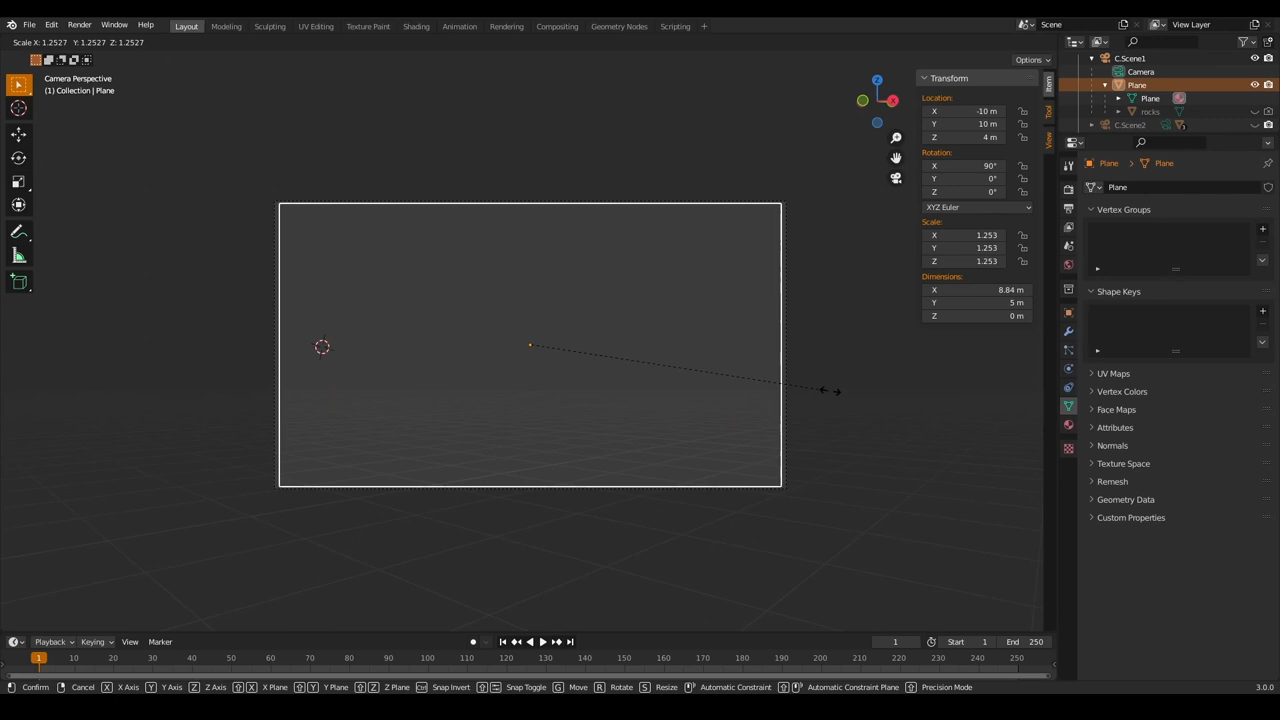 File Edit Render Window Help Layout Modeling Sculpting UV Editing Texture Paint Shading Animation Rendering Compositing Geometry Nodes Scripting + Scene View Layer
Scale X: 1.2527 Y: 1.2527 Z: 1.2527
Options
Camera Perspective
(1) Collection | Plane
Z
X
Transform
Location:
X -10 m
Y 10 m
Z 4 m
Rotation:
X 90°
Y 0°
Z 0°
XYZ Euler
Scale:
X 1.253
Y 1.253
Z 1.253
Dimensions:
X 8.84 m
Y 5 m
Z 0 m
Item
Tool
View
C.Scene1
Camera
Plane
Plane
rocks
C.Scene2
3
Plane Plane
Plane
Vertex Groups
Shape Keys
UV Maps
Vertex Colors
Face Maps
Attributes
Normals
Texture Space
Remesh
Geometry Data
Custom Properties
Playback Keying View Marker 1 Start 1 End 250
1 10 20 30 40 50 60 70 80 90 100 110 120 130 140 150 160 170 180 190 200 210 220 230 240 250
Confirm Cancel X X Axis Y Y Axis Z Z Axis X X Plane Y Y Plane Z Z Plane Ctrl Snap Invert Snap Toggle G Move R Rotate S Resize Automatic Constraint Automatic Constraint Plane Precision Mode 3.0.0